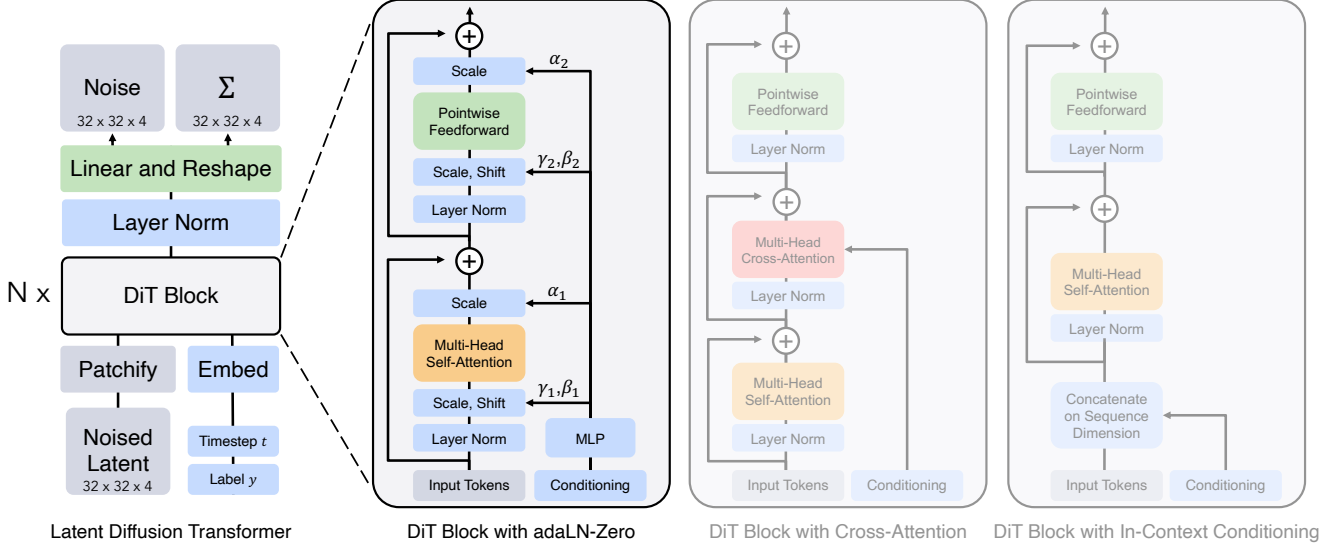 Noise
32 x 32 x 4
Σ
32 x 32 x 4
Linear and Reshape
Layer Norm
N x
DiT Block
Patchify
Embed
Noised
Latent
32 x 32 x 4
Timestep t
Label y
Latent Diffusion Transformer
+
Scale
α2
Pointwise
Feedforward
Scale, Shift
γ2,β2
Layer Norm
+
Scale
α1
Multi-Head
Self-Attention
Scale, Shift
γ1,β1
Layer Norm
MLP
Input Tokens
Conditioning
DiT Block with adaLN-Zero
+
Pointwise
Feedforward
Layer Norm
+
Multi-Head
Cross-Attention
Layer Norm
+
Multi-Head
Self-Attention
Layer Norm
Input Tokens
Conditioning
DiT Block with Cross-Attention
+
Pointwise
Feedforward
Layer Norm
+
Multi-Head
Self-Attention
Layer Norm
Concatenate
on Sequence
Dimension
Input Tokens
Conditioning
DiT Block with In-Context Conditioning